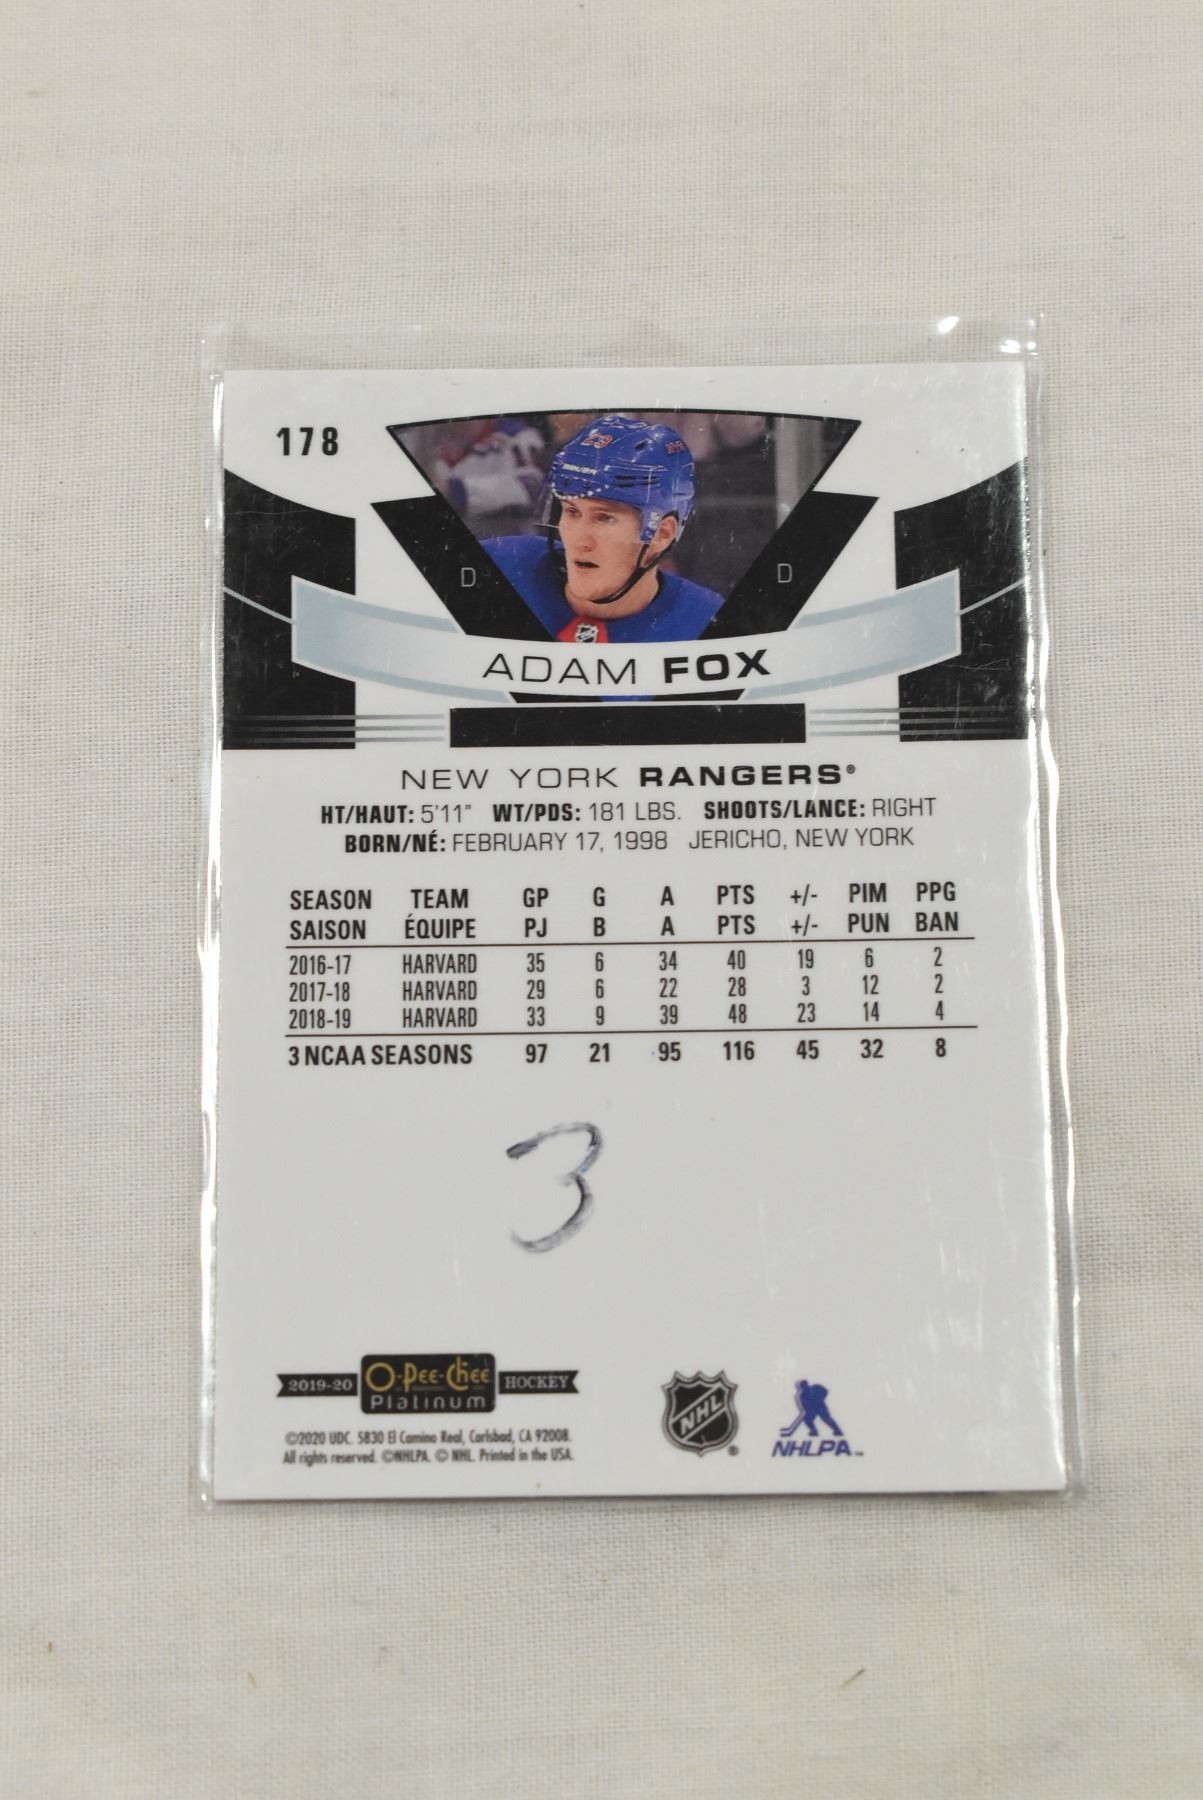 178
23
BAUER
D
D
ADAM FOX
NEW YORK RANGERS®
HT/HAUT: 5'11" WT/PDS: 181 LBS. SHOOTS/LANCE: RIGHT
BORN/NÉ: FEBRUARY 17, 1998 JERICHO, NEW YORK
SEASON TEAM GP G A PTS +/- PIM PPG
SAISON ÉQUIPE PJ B A PTS +/- PUN BAN
2016-17 HARVARD 35 6 34 40 19 6 2
2017-18 HARVARD 29 6 22 28 3 12 2
2018-19 HARVARD 33 9 39 48 23 14 4
3 NCAA SEASONS 97 21 95 116 45 32 8
3
2019-20 O-Pee-Chee Platinum HOCKEY
©2020 UDC. 5830 El Camino Real, Carlsbad, CA 92008.
All rights reserved. ©NHLPA. © NHL. Printed in the USA.
NHL ®
NHLPA™